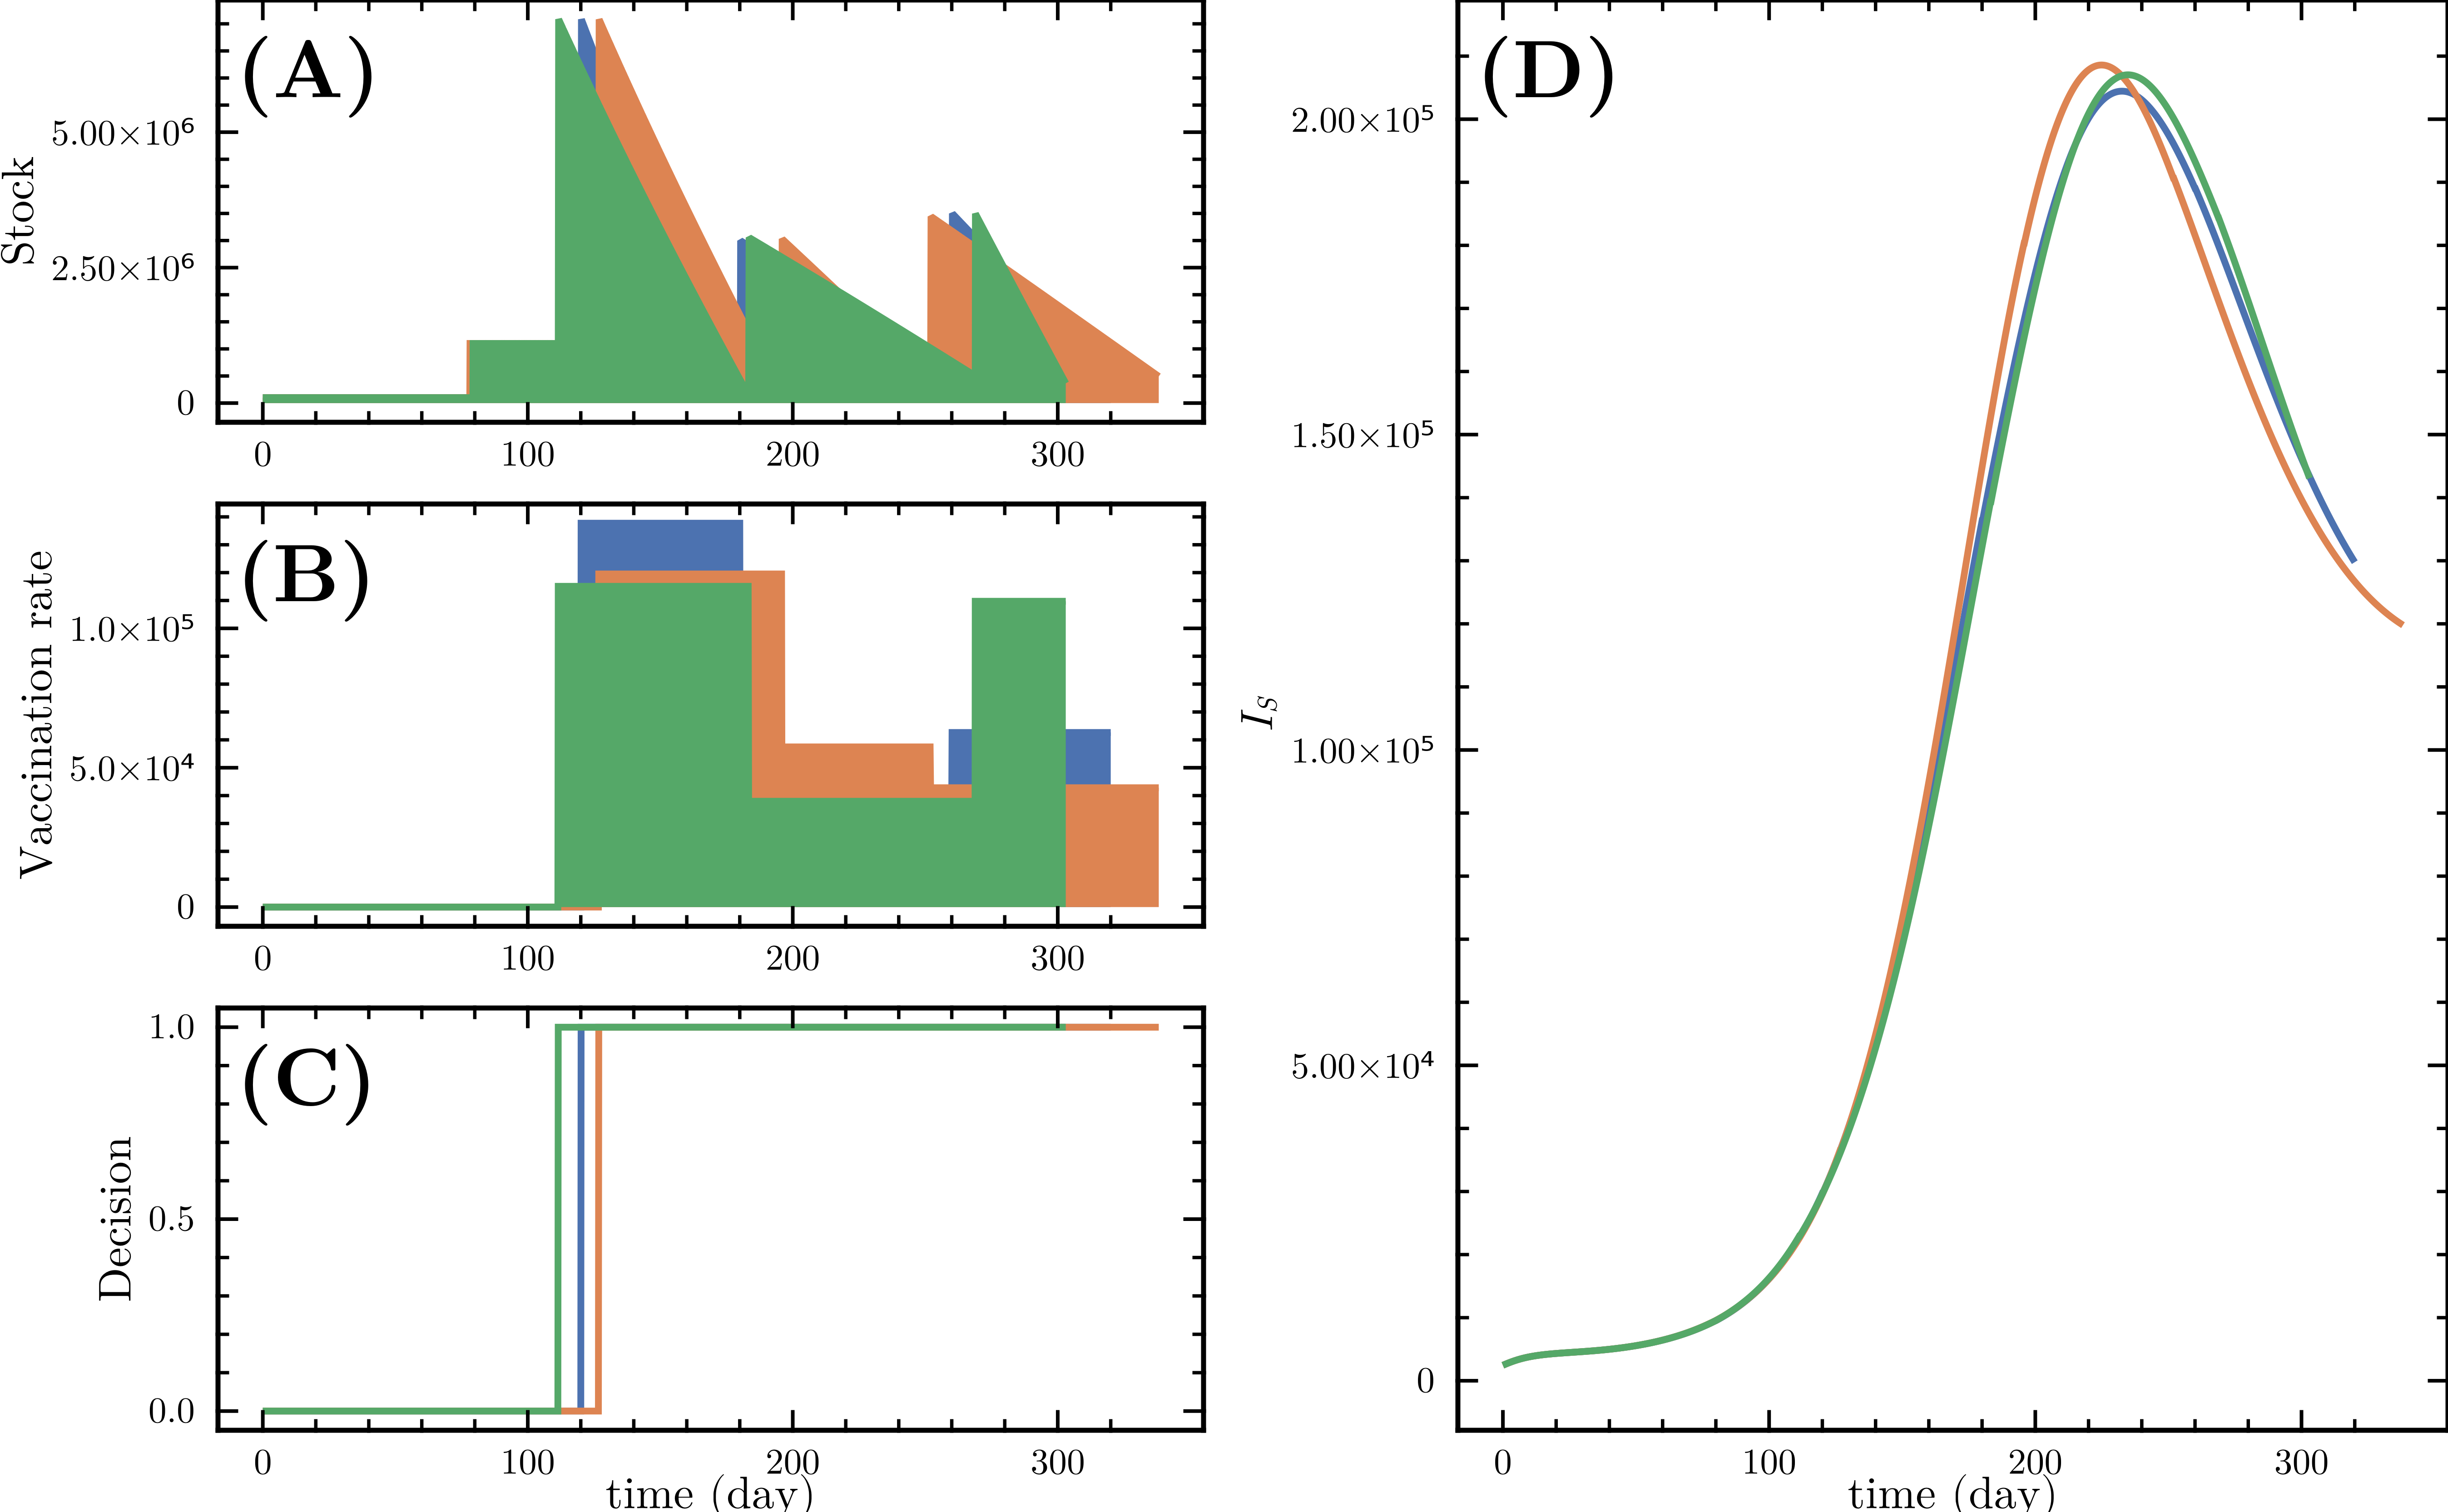 (A)
Stock
5.00×10⁶
2.50×10⁶
0
0 100 200 300
(B)
Vaccination rate
1.0×10⁵
5.0×10⁴
0
0 100 200 300
(C)
Decision
1.0
0.5
0.0
0 100 200 300
time (day)
(D)
I_S
2.00×10⁵
1.50×10⁵
1.00×10⁵
5.00×10⁴
0
0 100 200 300
time (day)